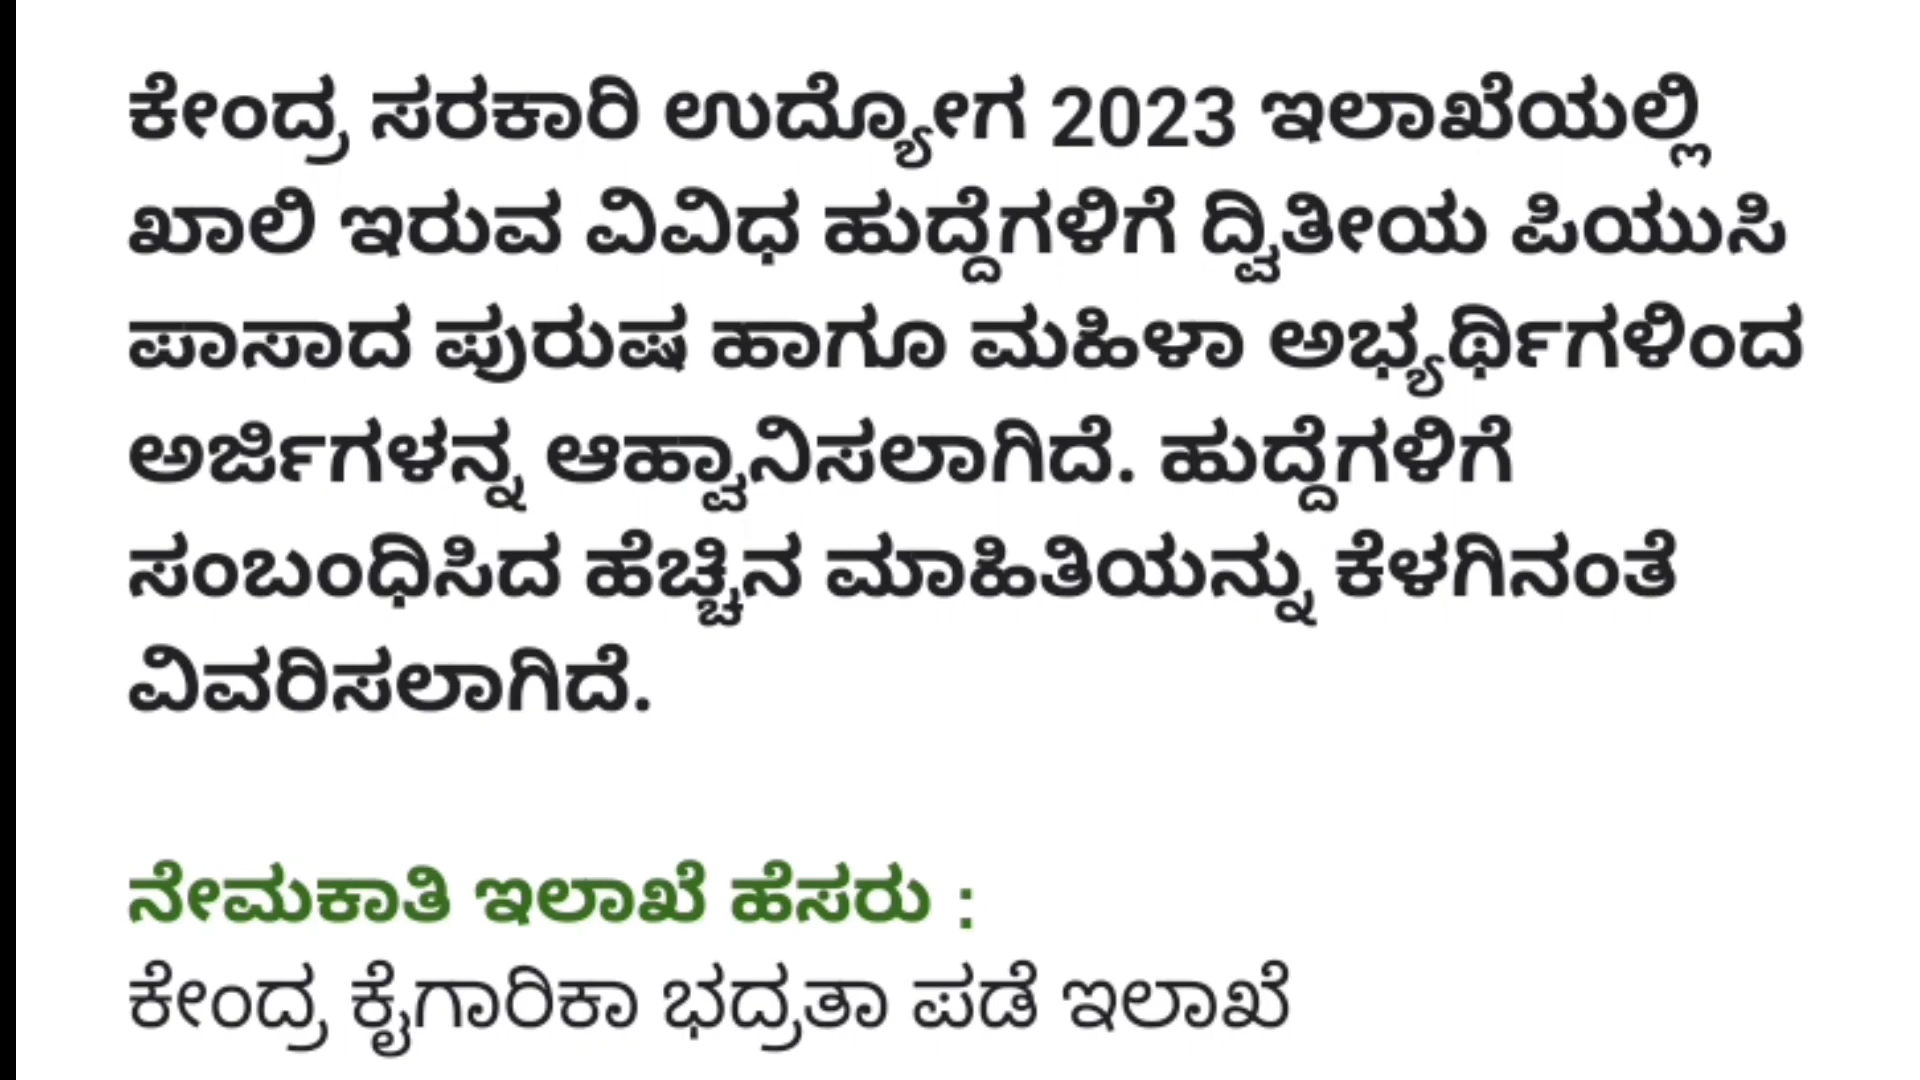 ಕೇಂದ್ರ ಸರಕಾರಿ ಉದ್ಯೋಗ 2023 ಇಲಾಖೆಯಲ್ಲಿ
ಖಾಲಿ ಇರುವ ವಿವಿಧ ಹುದ್ದೆಗಳಿಗೆ ದ್ವಿತೀಯ ಪಿಯುಸಿ
ಪಾಸಾದ ಪುರುಷ ಹಾಗೂ ಮಹಿಳಾ ಅಭ್ಯರ್ಥಿಗಳಿಂದ
ಅರ್ಜಿಗಳನ್ನ ಆಹ್ವಾನಿಸಲಾಗಿದೆ. ಹುದ್ದೆಗಳಿಗೆ
ಸಂಬಂಧಿಸಿದ ಹೆಚ್ಚಿನ ಮಾಹಿತಿಯನ್ನು ಕೆಳಗಿನಂತೆ
ವಿವರಿಸಲಾಗಿದೆ.
ನೇಮಕಾತಿ ಇಲಾಖೆ ಹೆಸರು :
ಕೇಂದ್ರ ಕೈಗಾರಿಕಾ ಭದ್ರತಾ ಪಡೆ ಇಲಾಖೆ